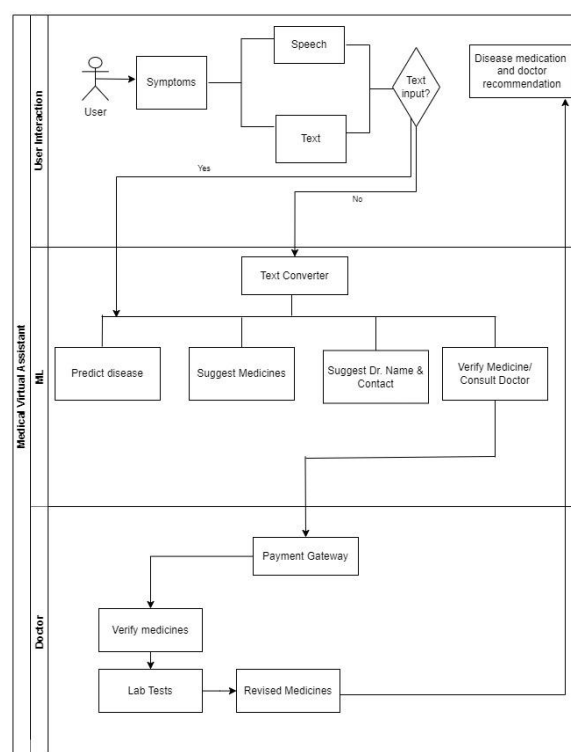 Medical Virtual Assistant
User Interaction
User
Symptoms
Speech
Text
Text
input?
Disease medication
and doctor
recommendation
Yes
No
ML
Text Converter
Predict disease
Suggest Medicines
Suggest Dr. Name &
Contact
Verify Medicine/
Consult Doctor
Doctor
Payment Gateway
Verify medicines
Lab Tests
Revised Medicines